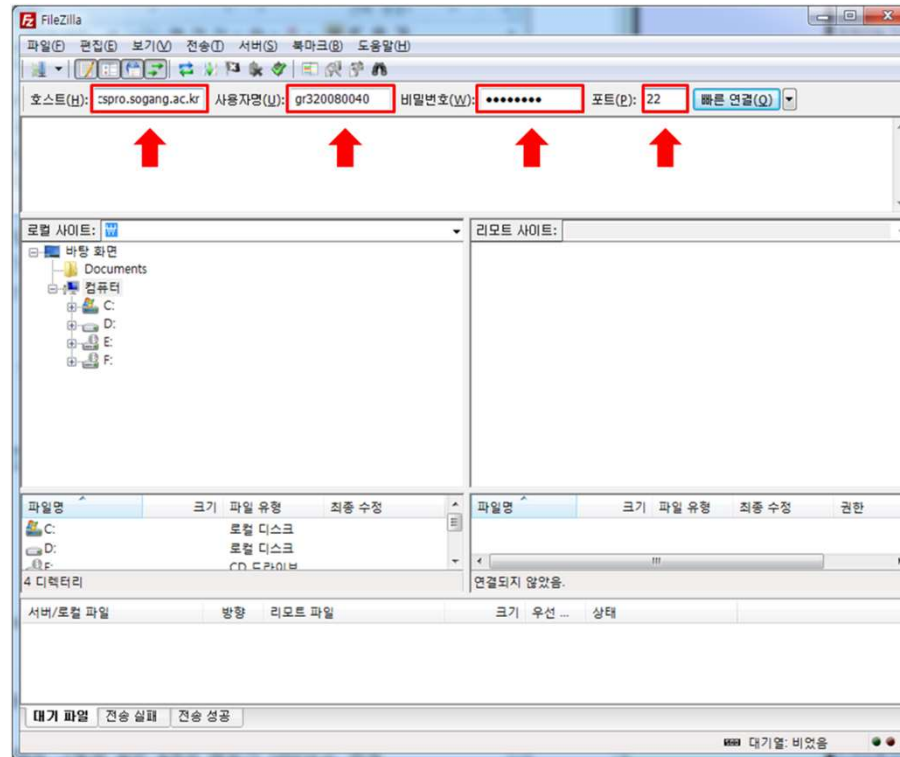 FileZilla
파일(F) 편집(E) 보기(V) 전송(T) 서버(S) 북마크(B) 도움말(H)
호스트(H): cspro.sogang.ac.kr 사용자명(U): gr320080040 비밀번호(W): ●●●●●●●● 포트(P): 22 빠른 연결(Q)
로컬 사이트: \ 리모트 사이트:
바탕 화면
Documents
컴퓨터
C:
D:
E:
F:
파일명 크기 파일 유형 최종 수정 파일명 크기 파일 유형 최종 수정 권한
C: 로컬 디스크
D: 로컬 디스크
E: CD 드라이브
4 디렉터리 연결되지 않았음.
서버/로컬 파일 방향 리모트 파일 크기 우선 ... 상태
대기 파일 전송 실패 전송 성공
대기열: 비었음